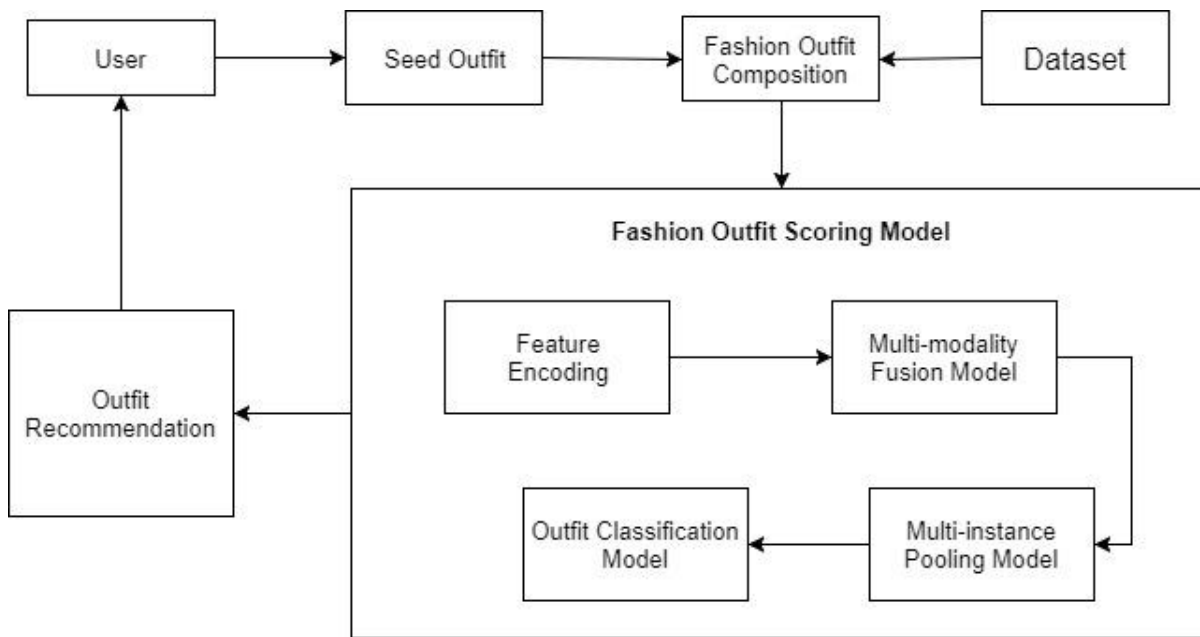 User
Seed Outfit
Fashion Outfit
Composition
Dataset
Fashion Outfit Scoring Model
Feature
Encoding
Multi-modality
Fusion Model
Outfit
Recommendation
Outfit Classification
Model
Multi-instance
Pooling Model